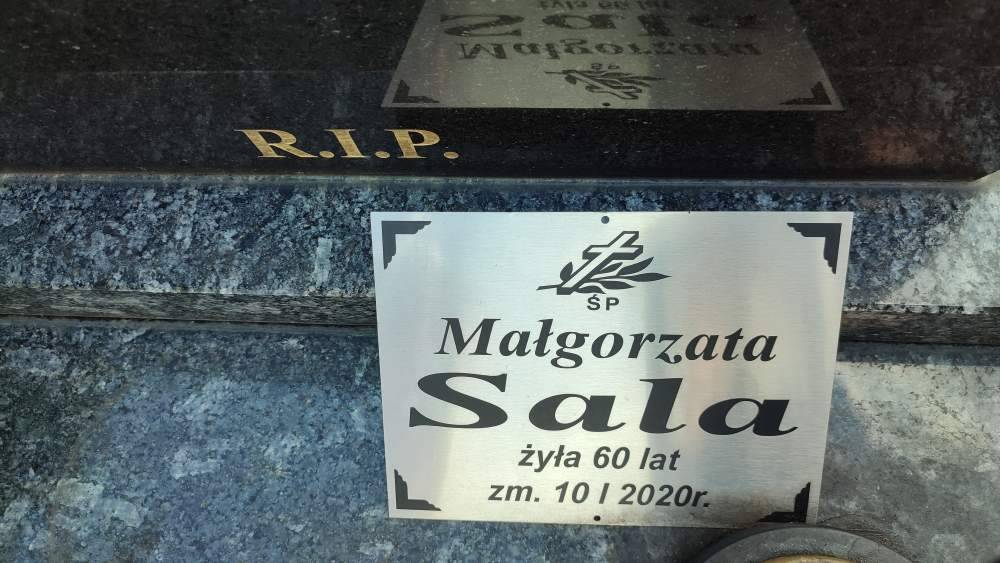 R.I.P.
ŚP
Małgorzata
Sala
żyła 60 lat
zm. 10 I 2020r.